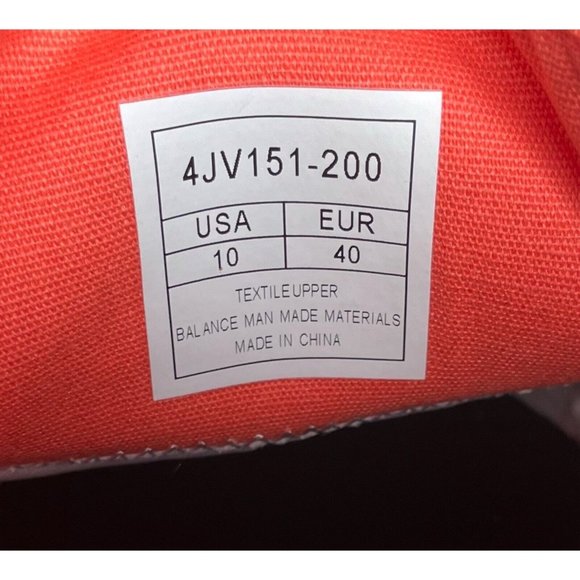 4JV151-200
USA EUR
10 40
TEXTILEUPPER
BALANCE MAN MADE MATERIALS
MADE IN CHINA